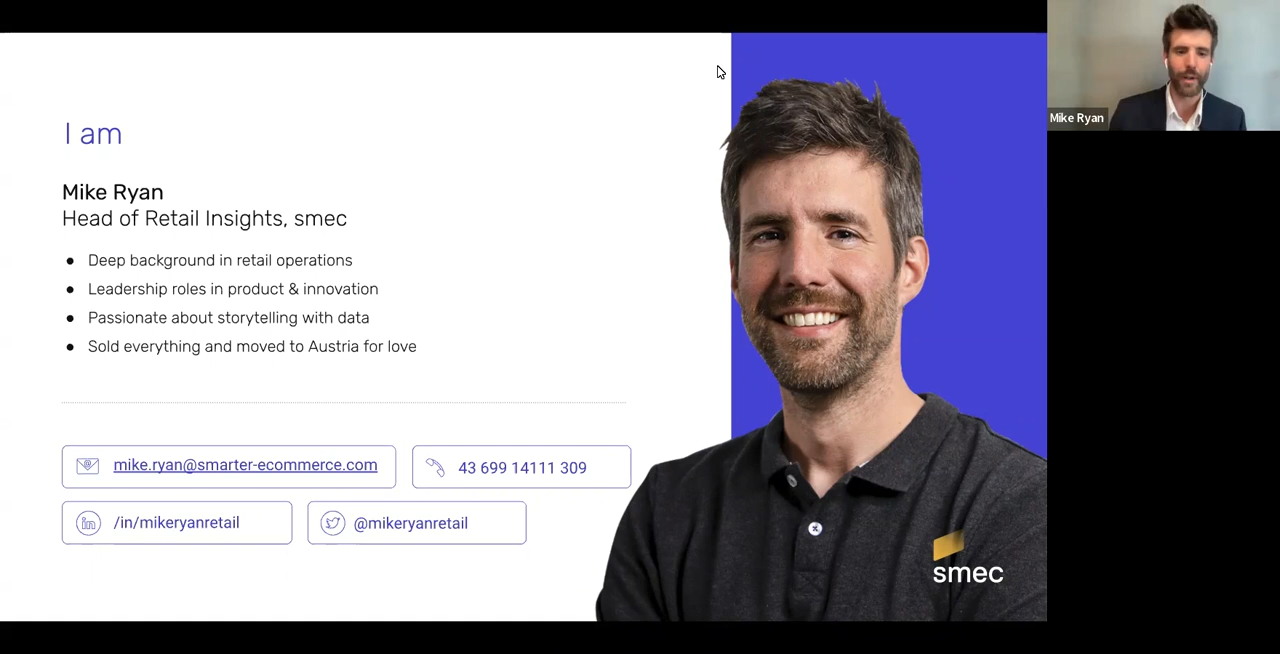 I am
Mike Ryan
Head of Retail Insights, smec
● Deep background in retail operations
● Leadership roles in product & innovation
● Passionate about storytelling with data
● Sold everything and moved to Austria for love
mike.ryan@smarter-ecommerce.com
43 699 14111 309
/in/mikeryanretail
@mikeryanretail
smec
Mike Ryan